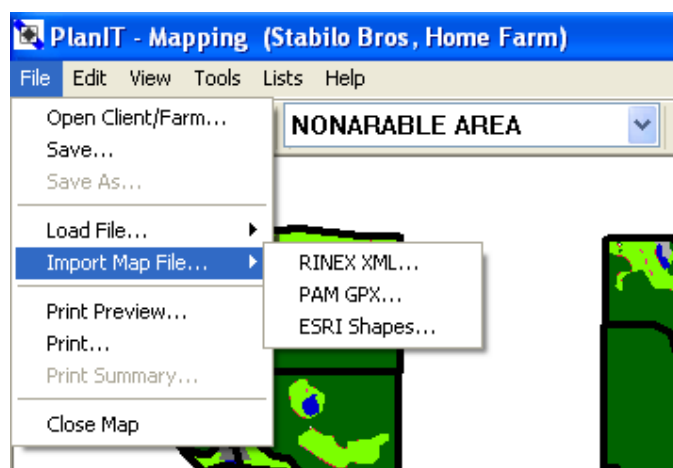 PlanIT - Mapping (Stabilo Bros, Home Farm)
File Edit View Tools Lists Help
NONARABLE AREA
Open Client/Farm...
Save...
Save As...
Load File...
Import Map File...
RINEX XML...
PAM GPX...
ESRI Shapes...
Print Preview...
Print...
Print Summary...
Close Map